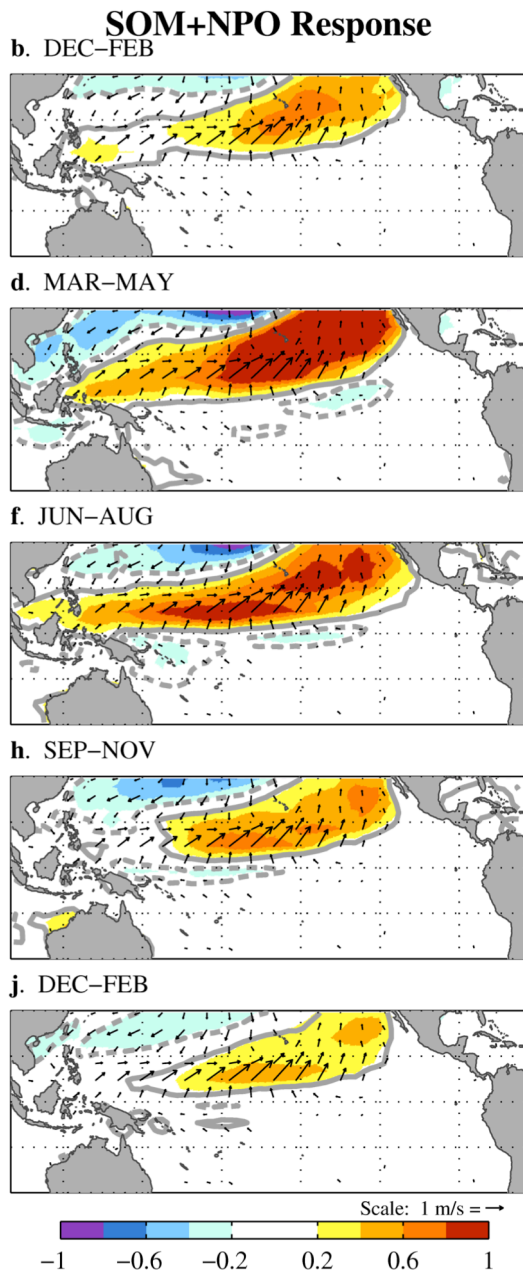 SOM+NPO Response
b. DEC–FEB
d. MAR–MAY
f. JUN–AUG
h. SEP–NOV
j. DEC–FEB
Scale: 1 m/s =
−1 −0.6 −0.2 0.2 0.6 1